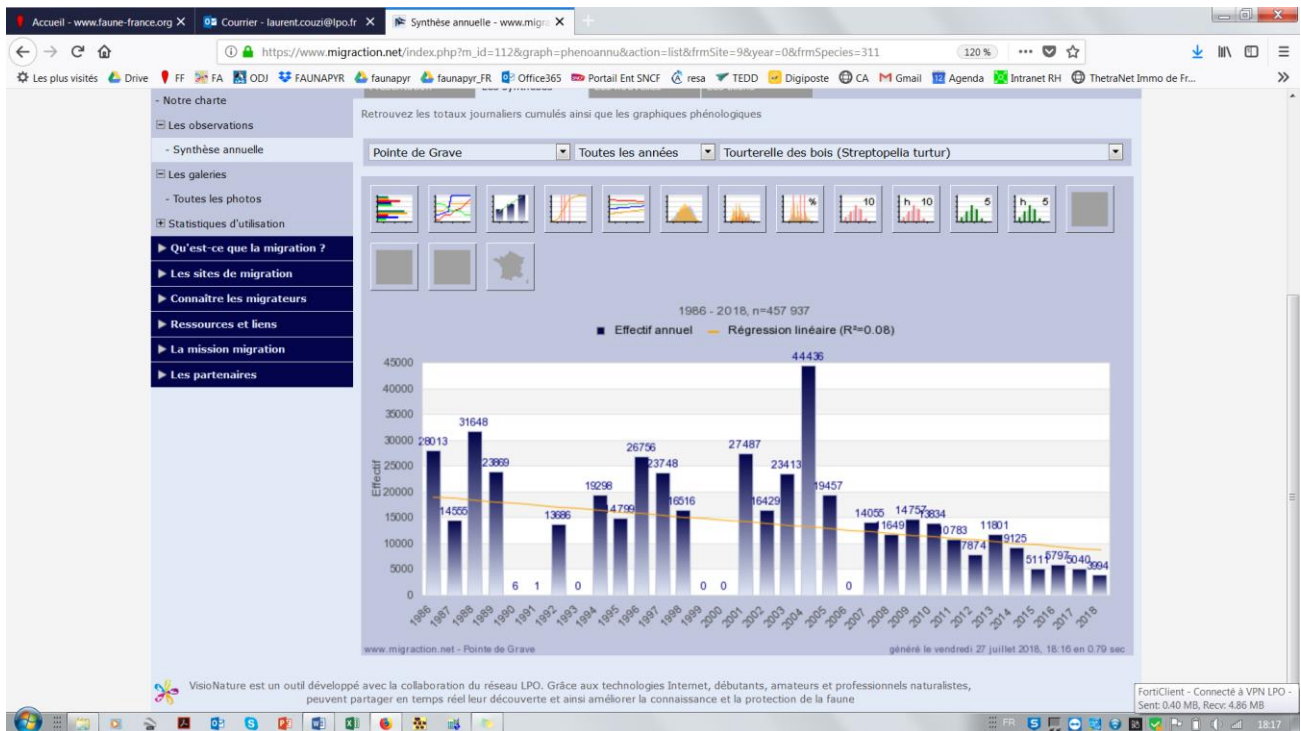 Accueil - www.faune-france.org
Courrier - laurent.couzi@lpo.fr
Synthèse annuelle - www.migra
https://www.migraction.net/index.php?m_id=112&graph=phenoannu&action=list&frmSite=9&year=0&frmSpecies=311
120 %
Les plus visités Drive FF FA ODJ FAUNAPYR faunapyr faunapyr_FR Office365 Portail Ent SNCF resa TEDD Digiposte CA Gmail Agenda Intranet RH ThetraNet Immo de Fr...
- Notre charte
Les observations
- Synthèse annuelle
Les galeries
- Toutes les photos
Statistiques d'utilisation
Qu'est-ce que la migration ?
Les sites de migration
Connaître les migrateurs
Ressources et liens
La mission migration
Les partenaires
Retrouvez les totaux journaliers cumulés ainsi que les graphiques phénologiques
Pointe de Grave Toutes les années Tourterelle des bois (Streptopelia turtur)
% 10 h 10 5 h 5
1986 - 2018, n=457 937
Effectif annuel Régression linéaire (R²=0.08)
Effectif
45000
40000
35000
30000
25000
20000
15000
10000
5000
0
28013 14555 31648 23869 6 1 13686 0 19298 14799 26756 23748 16516 0 0 27487 16429 23413 44436 19457 0 14055 11649 14757 13834 10783 7874 11801 9125 5111 5797 5040 3994
1986 1987 1988 1989 1990 1991 1992 1993 1994 1995 1996 1997 1998 1999 2000 2001 2002 2003 2004 2005 2006 2007 2008 2009 2010 2011 2012 2013 2014 2015 2016 2017 2018
www.migraction.net - Pointe de Grave
généré le vendredi 27 juillet 2018, 18:16 en 0.79 sec
VisioNature est un outil développé avec la collaboration du réseau LPO. Grâce aux technologies Internet, débutants, amateurs et professionnels naturalistes,
peuvent partager en temps réel leur découverte et ainsi améliorer la connaissance et la protection de la faune
FortiClient - Connecté à VPN LPO -
Sent: 0.40 MB, Recv: 4.86 MB
FR
18:17